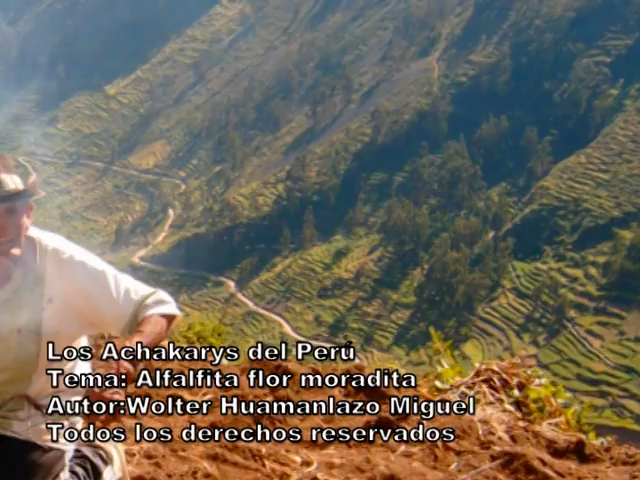 Los Achakarys del Perú
Tema: Alfalfita flor moradita
Autor:Wolter Huamanlazo Miguel
Todos los derechos reservados